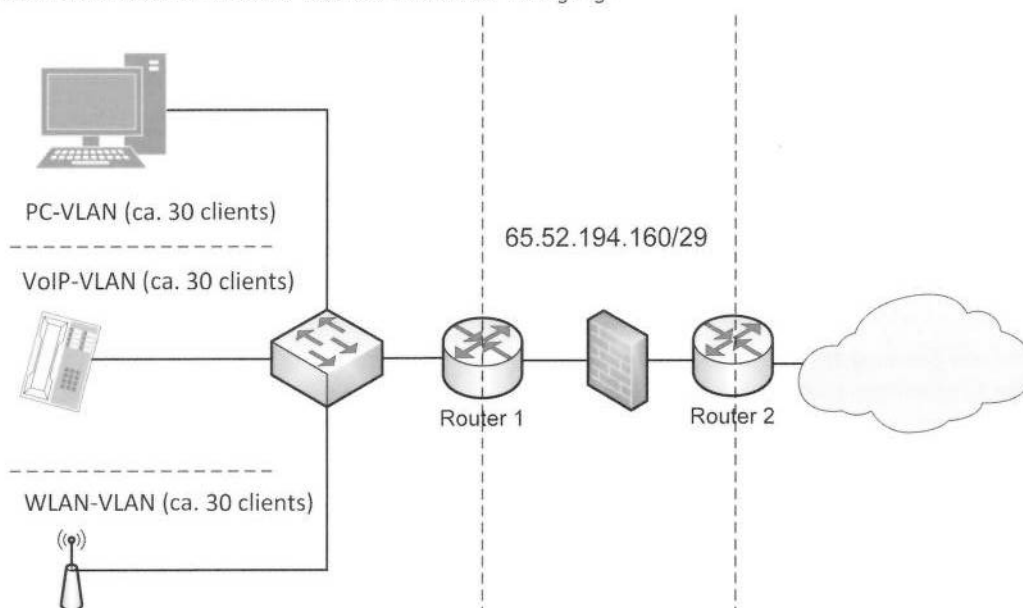 PC-VLAN (ca. 30 clients)
65.52.194.160/29
VoIP-VLAN (ca. 30 clients)
Router 1
Router 2
WLAN-VLAN (ca. 30 clients)